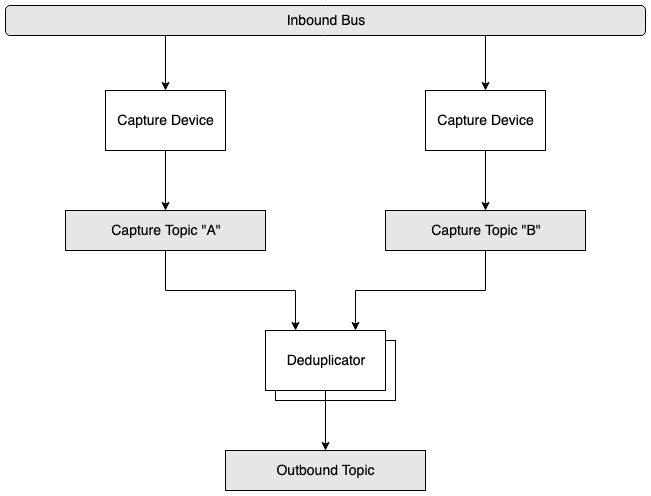 Inbound Bus
Capture Device
Capture Device
Capture Topic "A"
Capture Topic "B"
Deduplicator
Outbound Topic